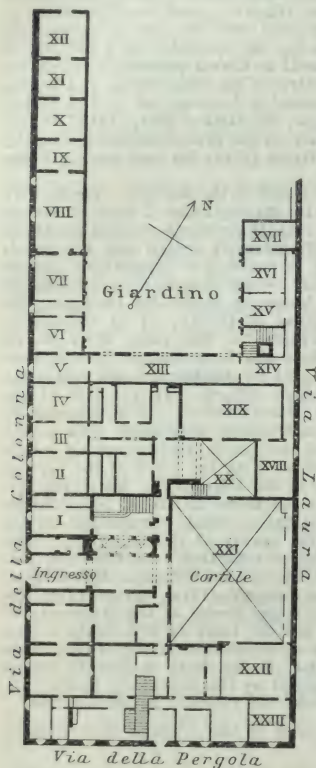 XII
XI
X
IX
VIII
XVII
N
XVI
VII
Giardino
XV
VI
V
XIII
XIV
IV
XIX
III
XX
XVIII
II
I
XXI
Ingresso
Cortile
XXII
XXIII
Via della Colonna
Via Laura
Via della Pergola